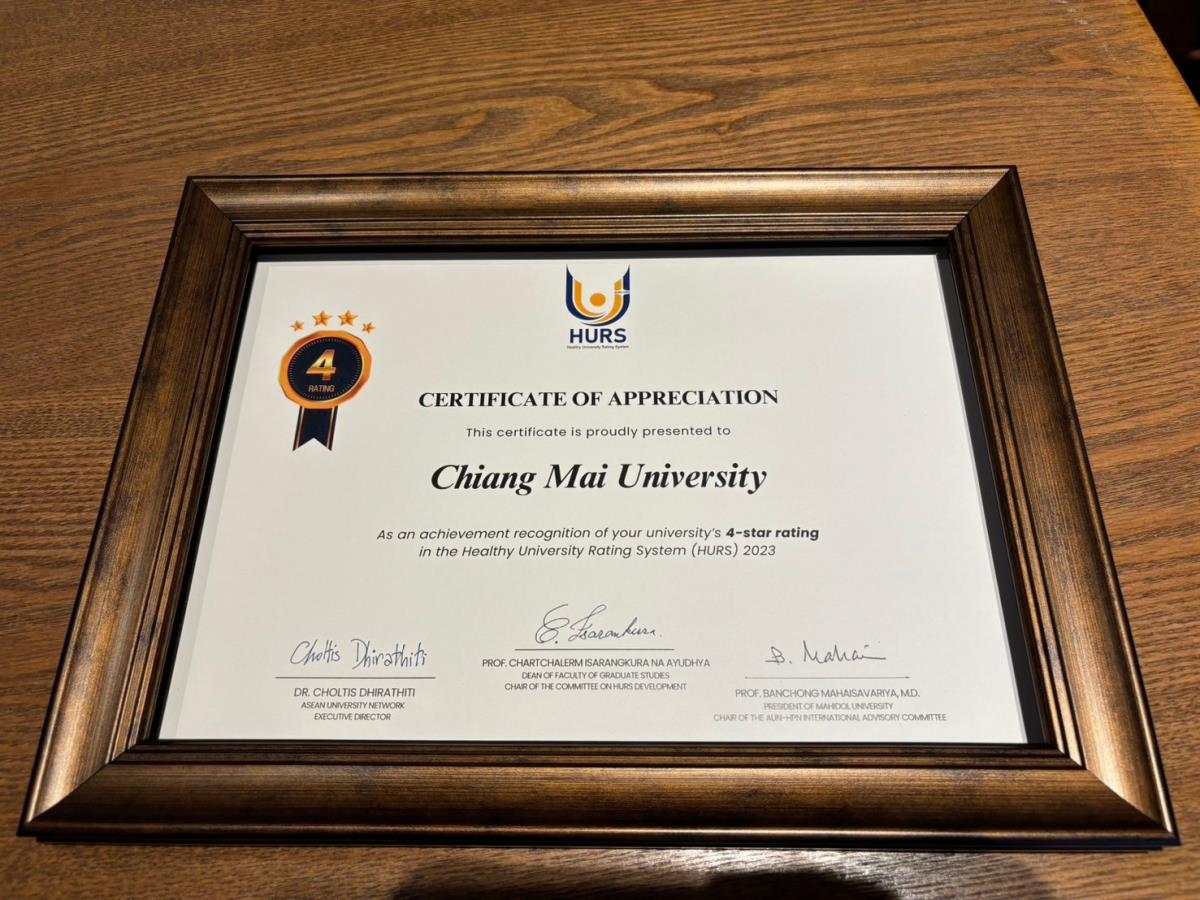 HURS
Healthy University Rating System
4
RATING
CERTIFICATE OF APPRECIATION
This certificate is proudly presented to
Chiang Mai University
As an achievement recognition of your university's 4-star rating
in the Healthy University Rating System (HURS) 2023
Choltis Dhirathiti
DR. CHOLTIS DHIRATHITI
ASEAN UNIVERSITY NETWORK
EXECUTIVE DIRECTOR
C. Isarankura.
PROF. CHARTCHALERM ISARANGKURA NA AYUDHYA
DEAN OF FACULTY OF GRADUATE STUDIES
CHAIR OF THE COMMITTEE ON HURS DEVELOPMENT
B. Mahai
PROF. BANCHONG MAHAISAVARIYA, M.D.
PRESIDENT OF MAHIDOL UNIVERSITY
CHAIR OF THE AUN-HPN INTERNATIONAL ADVISORY COMMITTEE